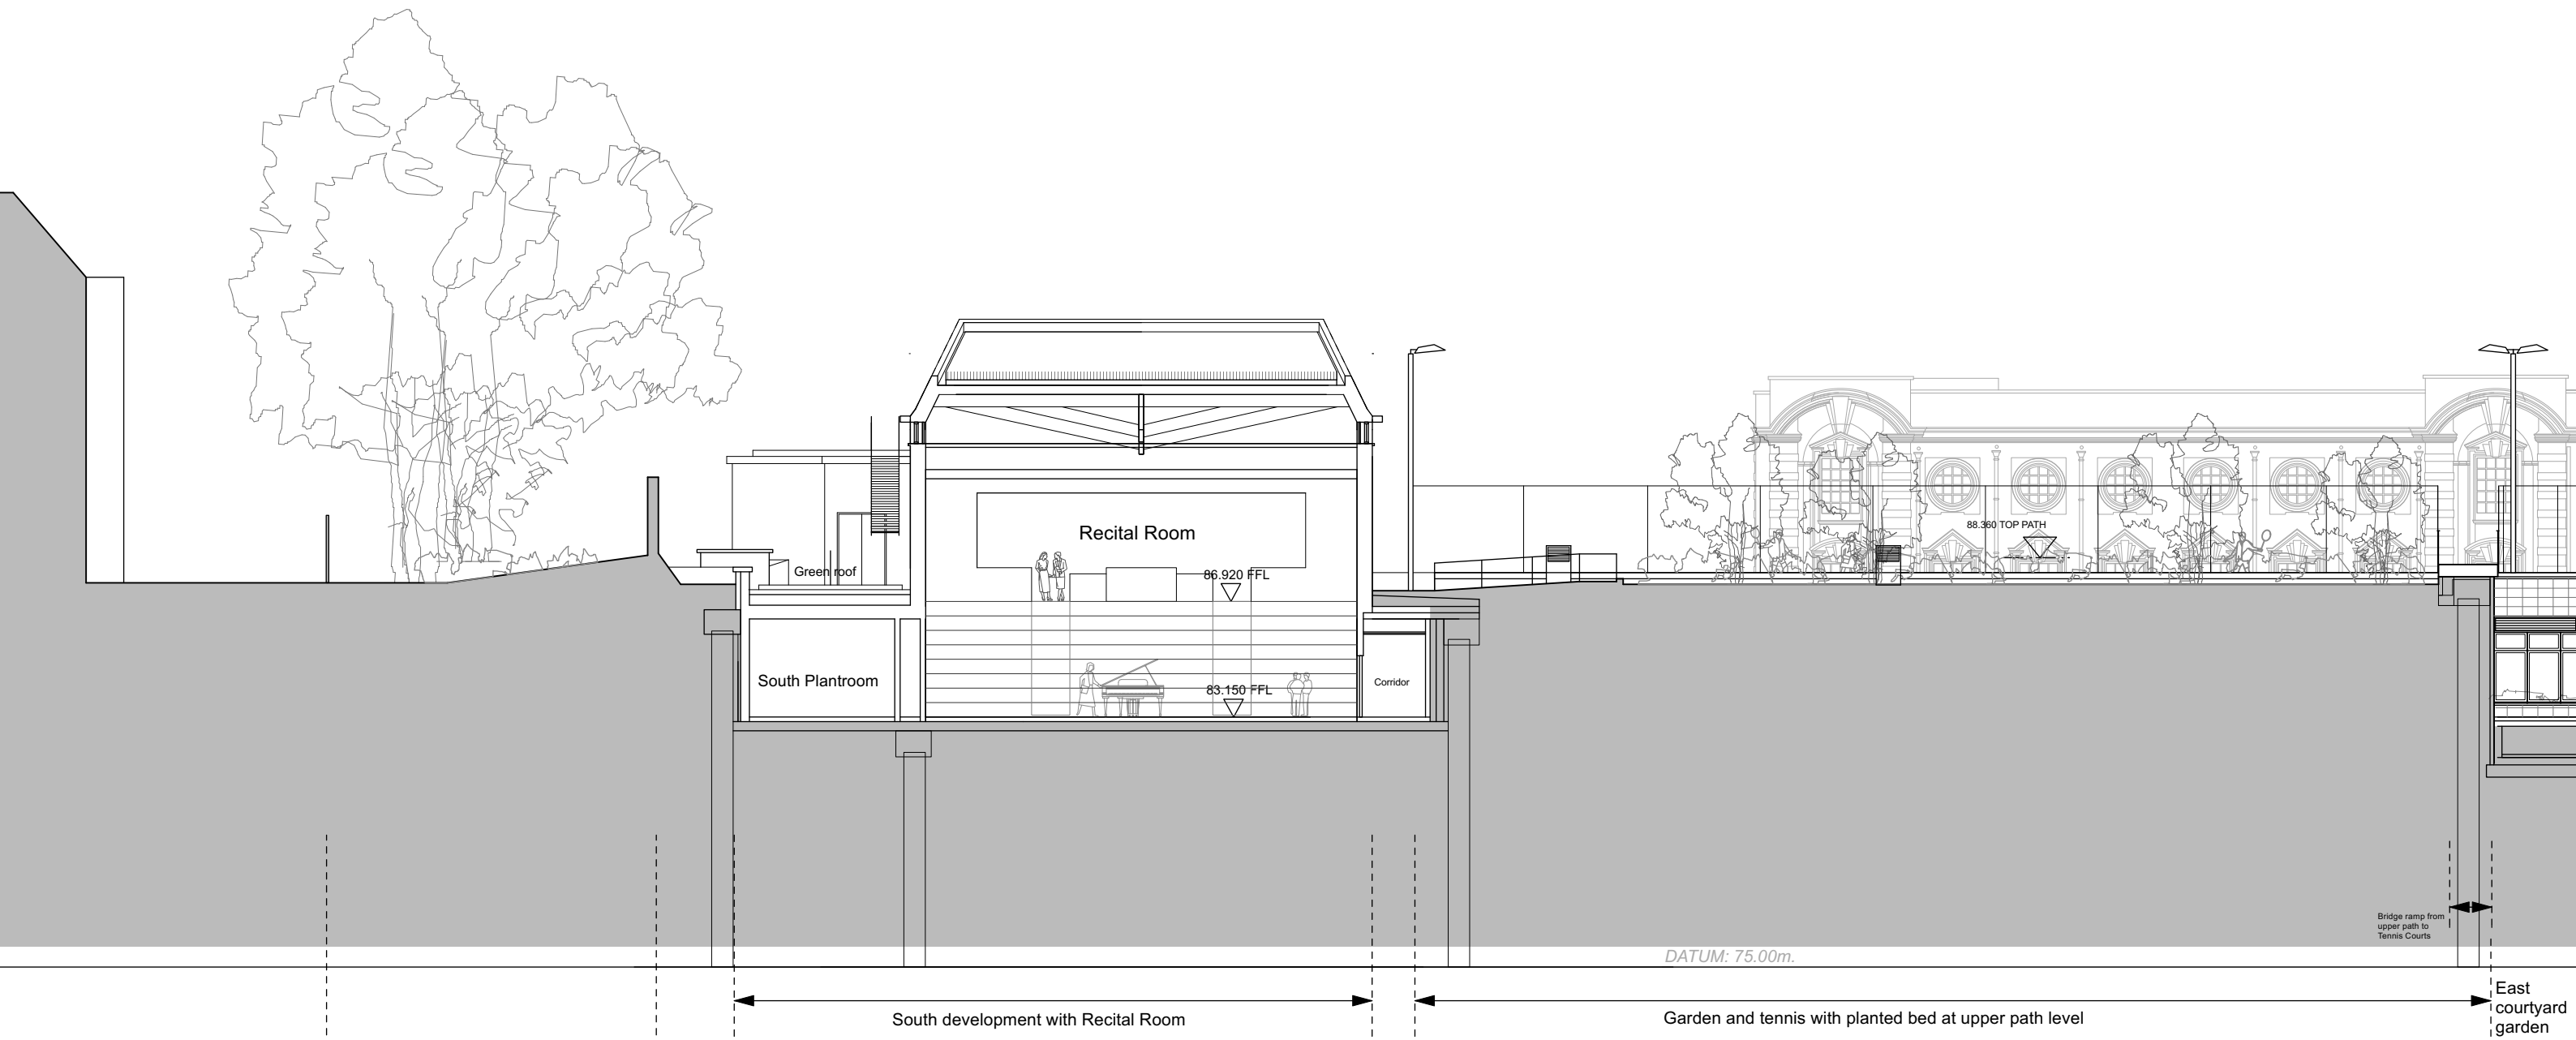 Recital Room
88.360 TOP PATH
Green roof
86.920 FFL
South Plantroom
83.150 FFL
Corridor
Bridge ramp from
upper path to
Tennis Courts
DATUM: 75.00m.
South development with Recital Room
Garden and tennis with planted bed at upper path level
East
courtyard
garden